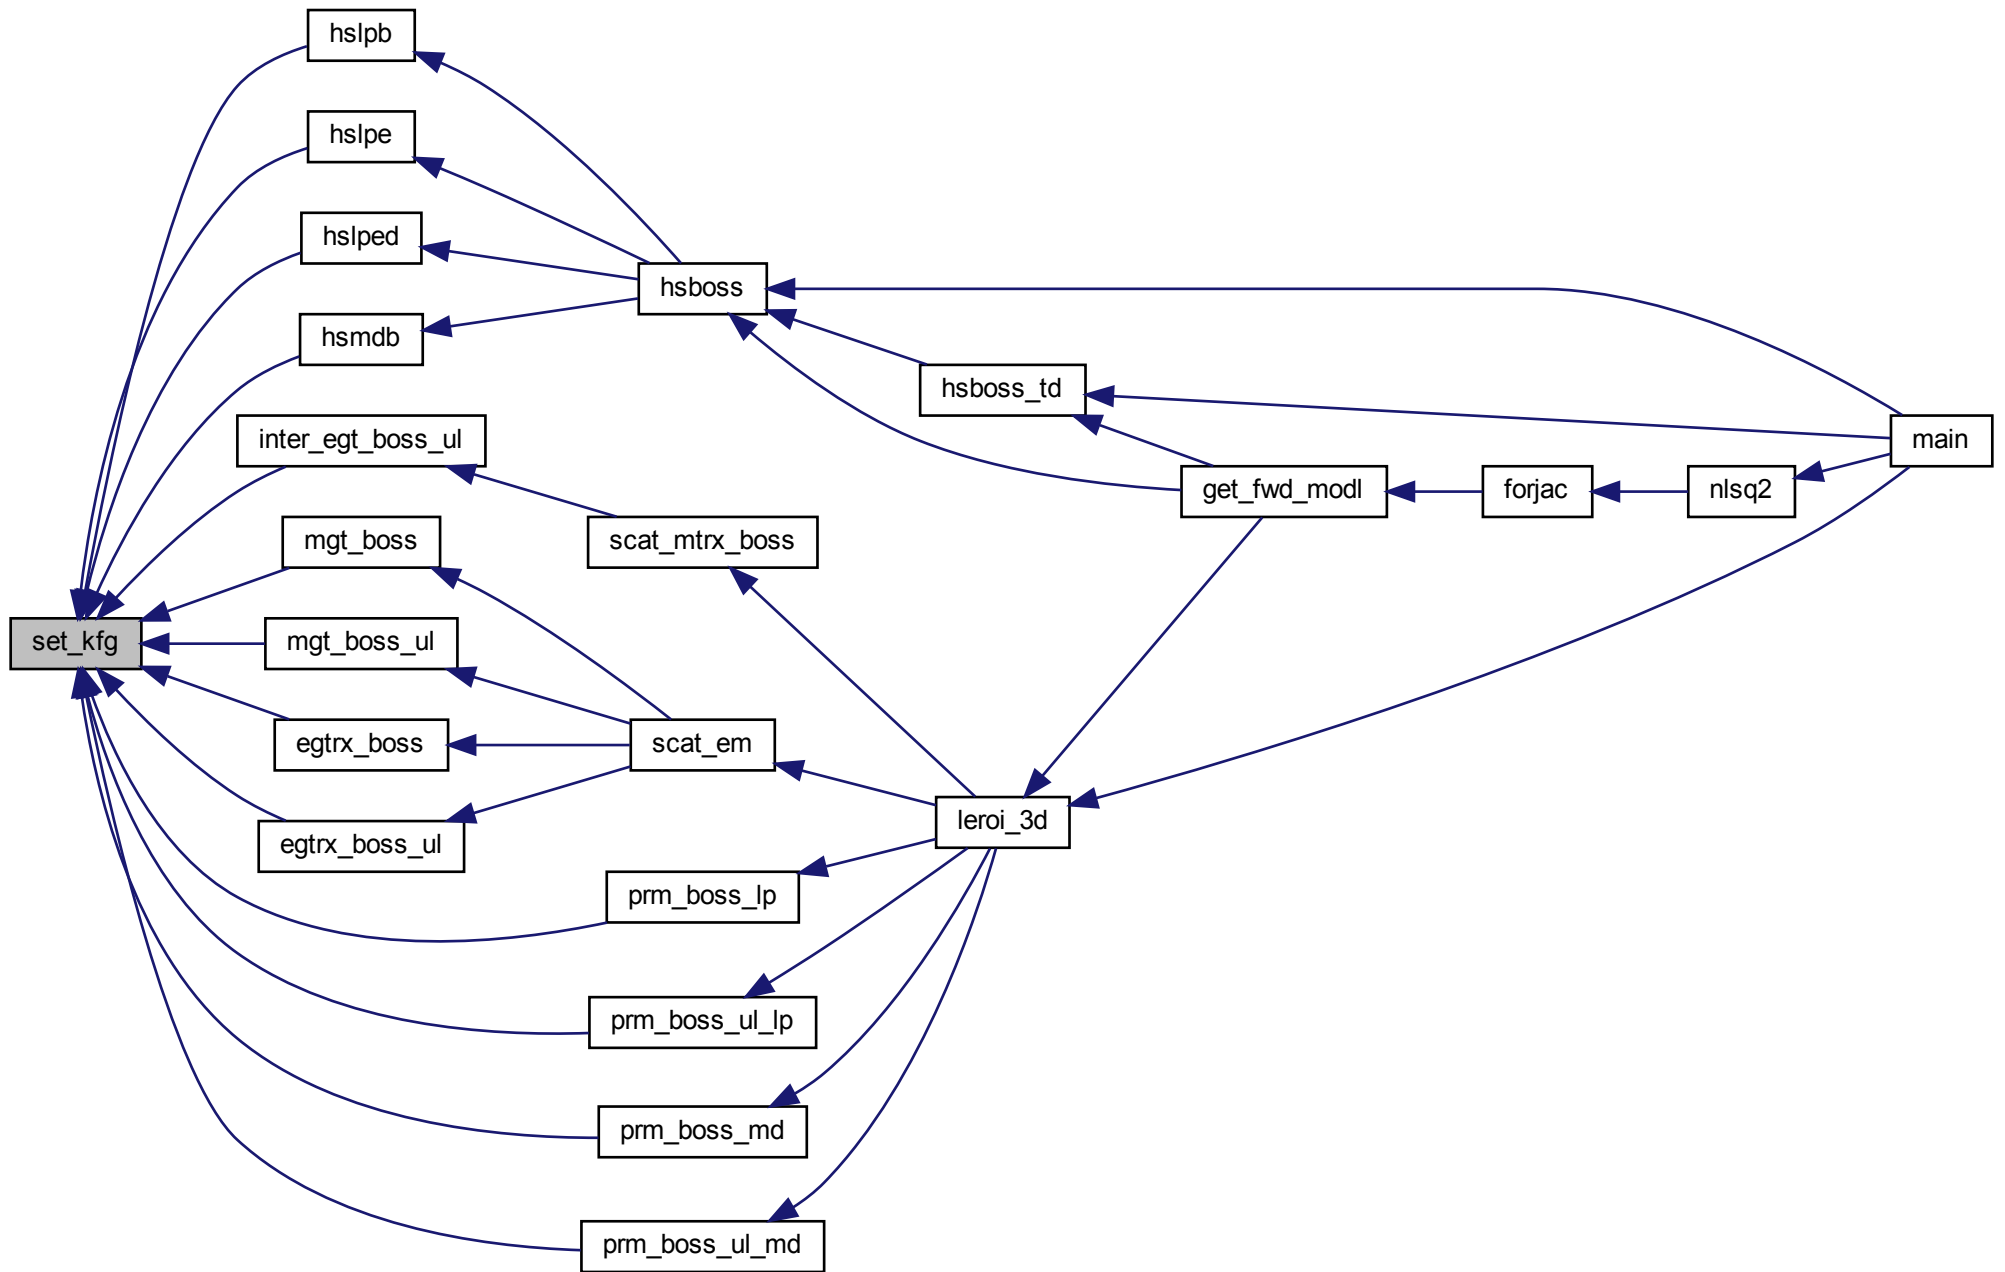 hslpb
hslpe
hslped
hsboss
hsmdb
hsboss_td
inter_egt_boss_ul
main
get_fwd_modl
forjac
nlsq2
mgt_boss
scat_mtrx_boss
set_kfg
mgt_boss_ul
egtrx_boss
scat_em
egtrx_boss_ul
leroi_3d
prm_boss_lp
prm_boss_ul_lp
prm_boss_md
prm_boss_ul_md